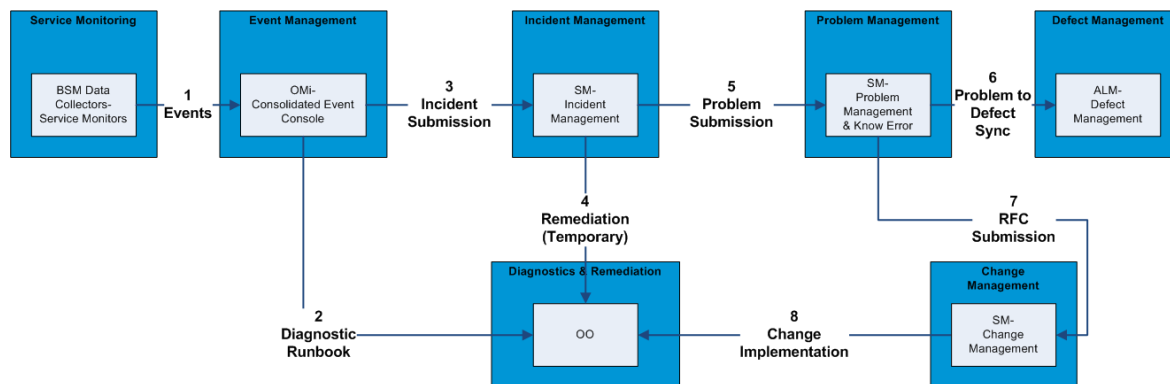 Service Monitoring
BSM Data
Collectors-
Service Monitors
1
Events
Event Management
OMi-
Consolidated Event
Console
3
Incident
Submission
Incident Management
SM-
Incident
Management
5
Problem
Submission
Problem Management
SM-
Problem
Management
& Know Error
6
Problem to
Defect
Sync
Defect Management
ALM-
Defect
Management
4
Remediation
(Temporary)
7
RFC
Submission
2
Diagnostic
Runbook
Diagnostics & Remediation
OO
8
Change
Implementation
Change
Management
SM-
Change
Management